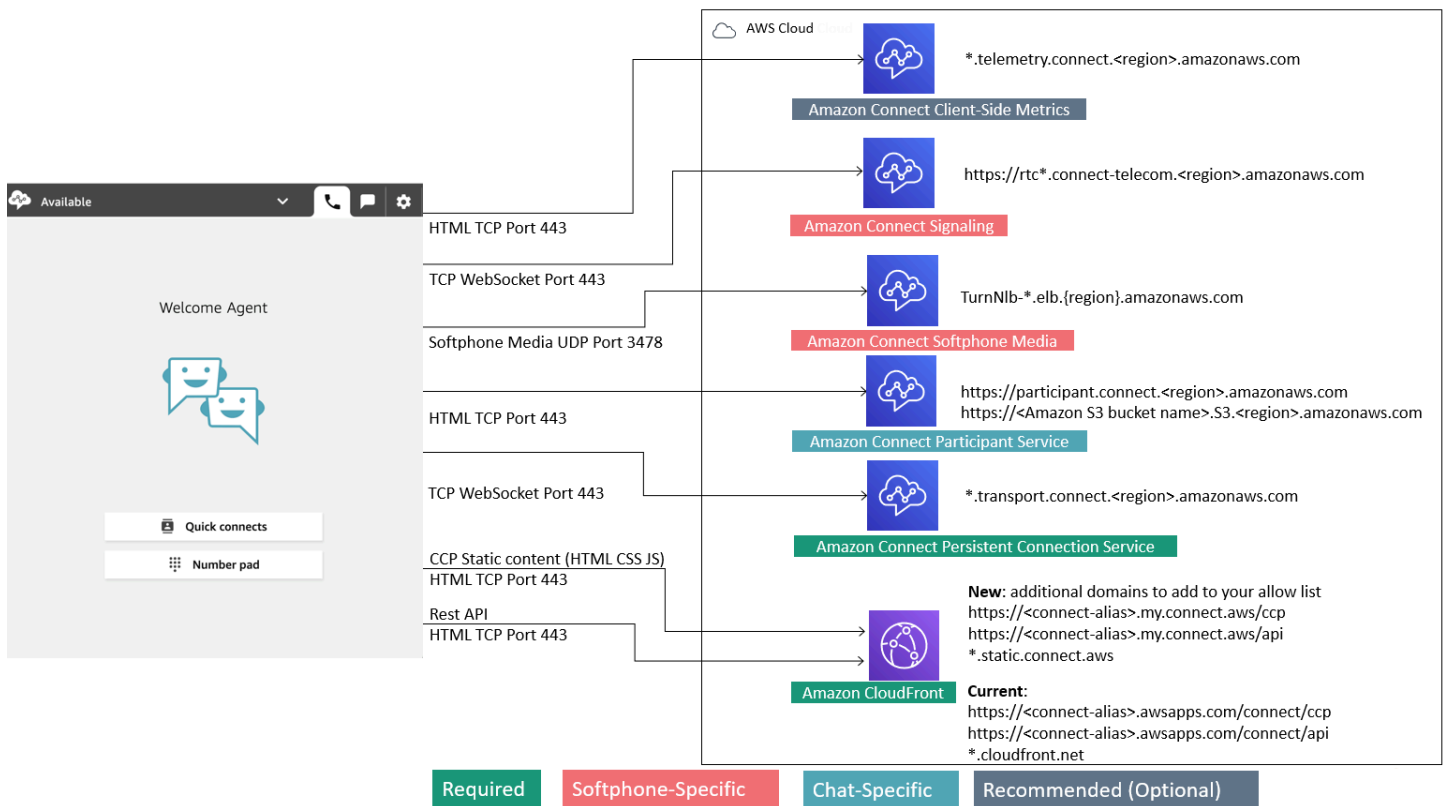 Available
Welcome Agent
Quick connects
Number pad
HTML TCP Port 443
TCP WebSocket Port 443
Softphone Media UDP Port 3478
HTML TCP Port 443
TCP WebSocket Port 443
CCP Static content (HTML CSS JS)
HTML TCP Port 443
Rest API
HTML TCP Port 443
AWS Cloud
*.telemetry.connect.<region>.amazonaws.com
Amazon Connect Client-Side Metrics
https://rtc*.connect-telecom.<region>.amazonaws.com
Amazon Connect Signaling
TurnNlb-*.elb.{region}.amazonaws.com
Amazon Connect Softphone Media
https://participant.connect.<region>.amazonaws.com
https://<Amazon S3 bucket name>.S3.<region>.amazonaws.com
Amazon Connect Participant Service
*.transport.connect.<region>.amazonaws.com
Amazon Connect Persistent Connection Service
New: additional domains to add to your allow list
https://<connect-alias>.my.connect.aws/ccp
https://<connect-alias>.my.connect.aws/api
*.static.connect.aws
Amazon CloudFront
Current:
https://<connect-alias>.awsapps.com/connect/ccp
https://<connect-alias>.awsapps.com/connect/api
*.cloudfront.net
Required
Softphone-Specific
Chat-Specific
Recommended (Optional)